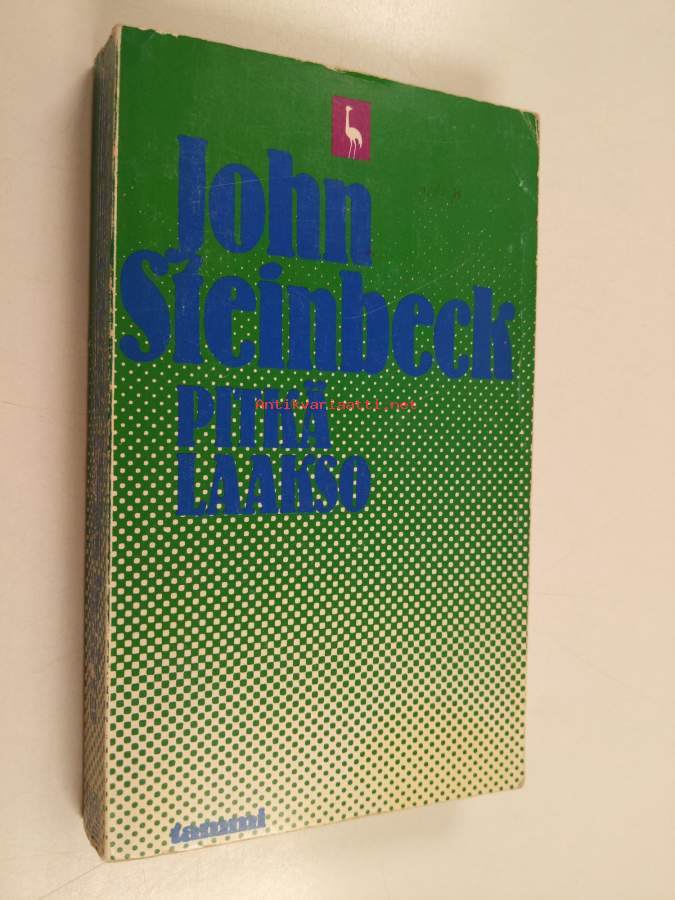 John
Steinbeck
PITKÄ
Antikvariaatti.net
LAAKSO
tammi